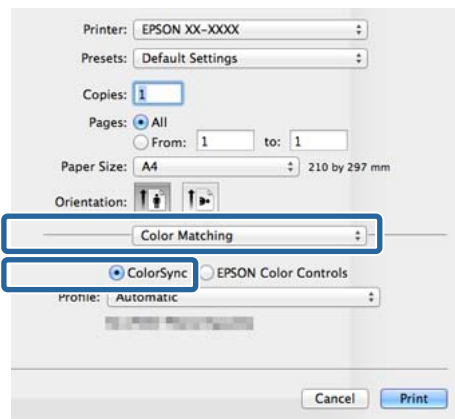 Printer: EPSON XX-XXXX
Presets: Default Settings
Copies: 1
Pages: All
From: 1 to: 1
Paper Size: A4 210 by 297 mm
Orientation:
Color Matching
ColorSync EPSON Color Controls
Profile: Automatic
Cancel Print